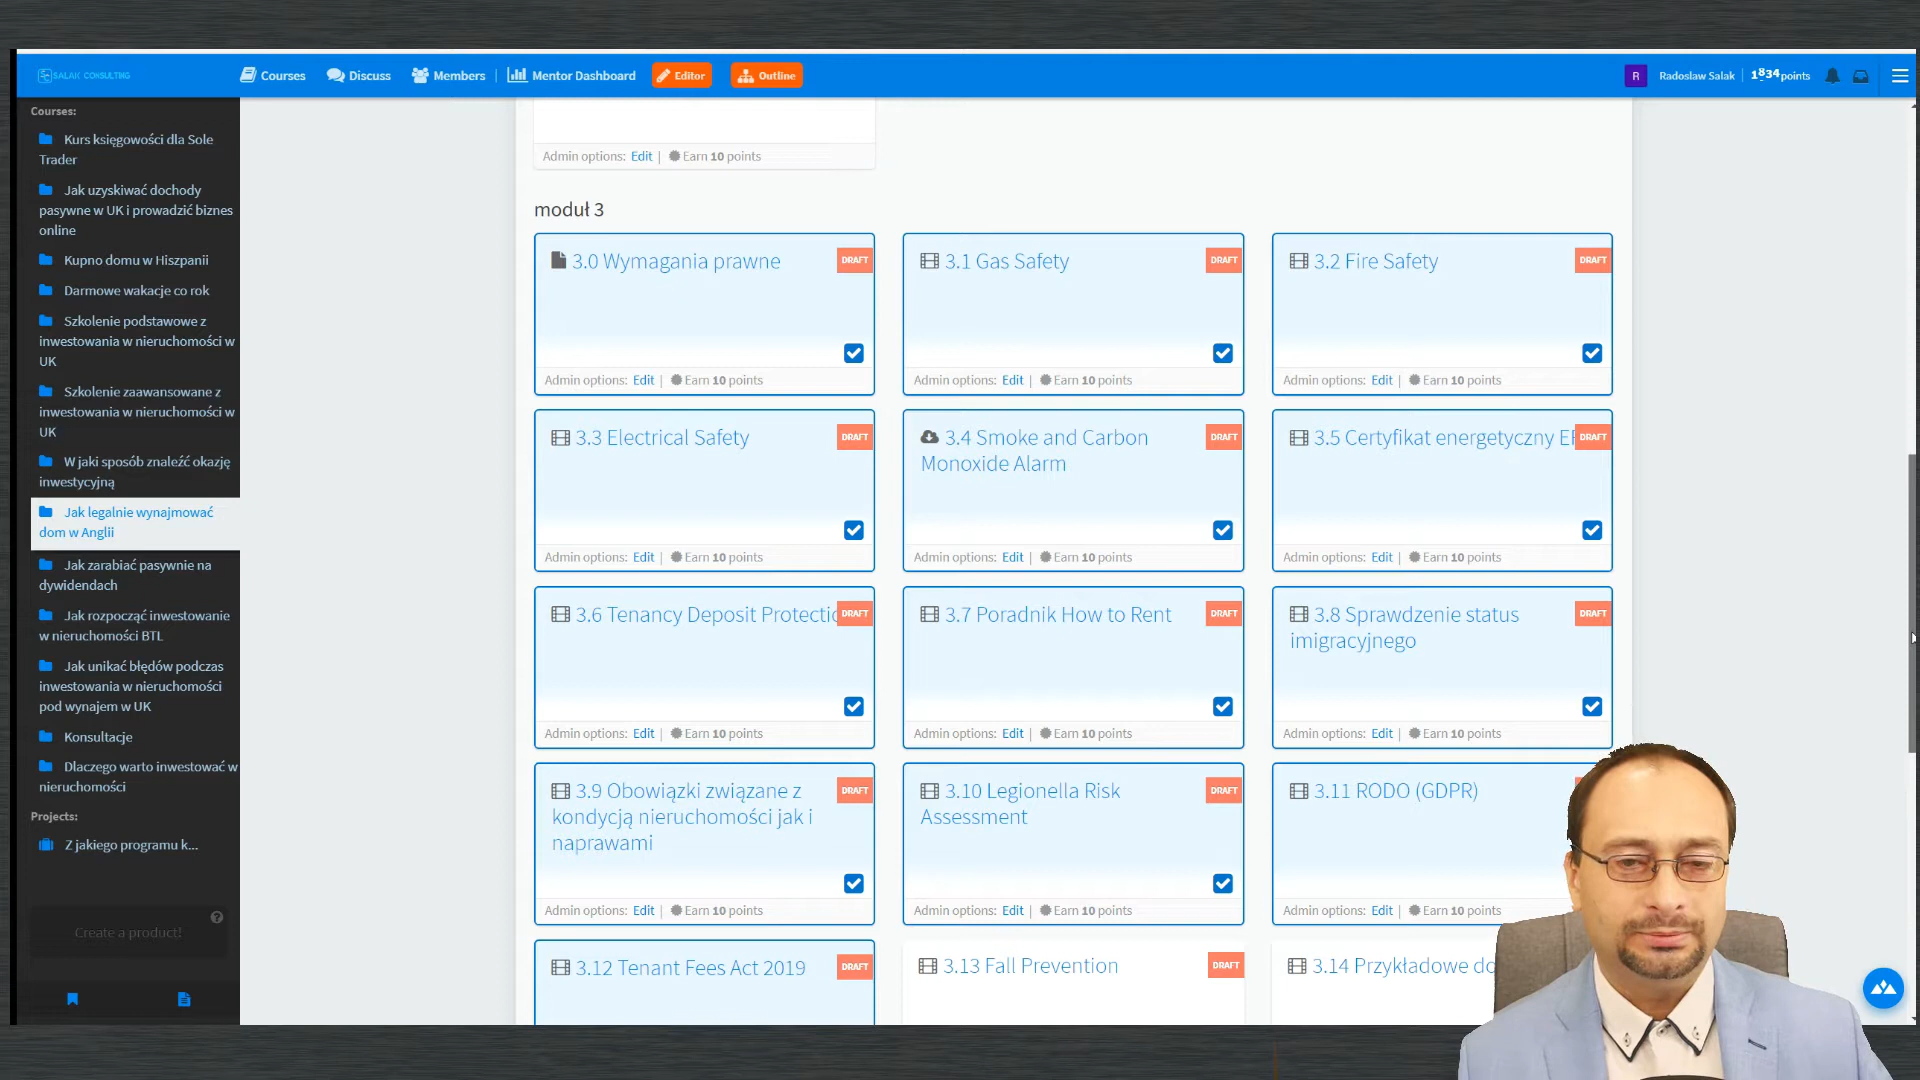 SALAK CONSULTING
Courses
Discuss
Members
Mentor Dashboard
Editor
Outline
R
Radoslaw Salak
points
Courses:
Kurs księgowości dla Sole
Trader
Jak uzyskiwać dochody
pasywne w UK i prowadzić biznes
online
Kupno domu w Hiszpanii
Darmowe wakacje co rok
Szkolenie podstawowe z
inwestowania w nieruchomości w
UK
Szkolenie zaawansowane z
inwestowania w nieruchomości w
UK
W jaki sposób znaleźć okazję
inwestycyjną
Jak legalnie wynajmować
dom w Anglii
Jak zarabiać pasywnie na
dywidendach
Jak rozpocząć inwestowanie
w nieruchomości BTL
Jak unikać błędów podczas
inwestowania w nieruchomości
pod wynajem w UK
Konsultacje
Dlaczego warto inwestować w
nieruchomości
Projects:
Z jakiego programu k...
Create a product!
Admin options: Edit | Earn 10 points
moduł 3
3.0 Wymagania prawne
DRAFT
Admin options: Edit | Earn 10 points
3.1 Gas Safety
DRAFT
Admin options: Edit | Earn 10 points
3.2 Fire Safety
DRAFT
Admin options: Edit | Earn 10 points
3.3 Electrical Safety
DRAFT
Admin options: Edit | Earn 10 points
3.4 Smoke and Carbon
Monoxide Alarm
DRAFT
Admin options: Edit | Earn 10 points
3.5 Certyfikat energetyczny
DRAFT
Admin options: Edit | Earn 10 points
3.6 Tenancy Deposit Protectic
DRAFT
Admin options: Edit | Earn 10 points
3.7 Poradnik How to Rent
DRAFT
Admin options: Edit | Earn 10 points
3.8 Sprawdzenie status
imigracyjnego
DRAFT
Admin options: Edit | Earn 10 points
3.9 Obowiązki związane z
kondycją nieruchomości jak i
naprawami
DRAFT
Admin options: Edit | Earn 10 points
3.10 Legionella Risk
Assessment
DRAFT
Admin options: Edit | Earn 10 points
3.11 RODO (GDPR)
Admin options: Edit | Earn 10 points
3.12 Tenant Fees Act 2019
DRAFT
3.13 Fall Prevention
DRAFT
3.14 Przykładowe do